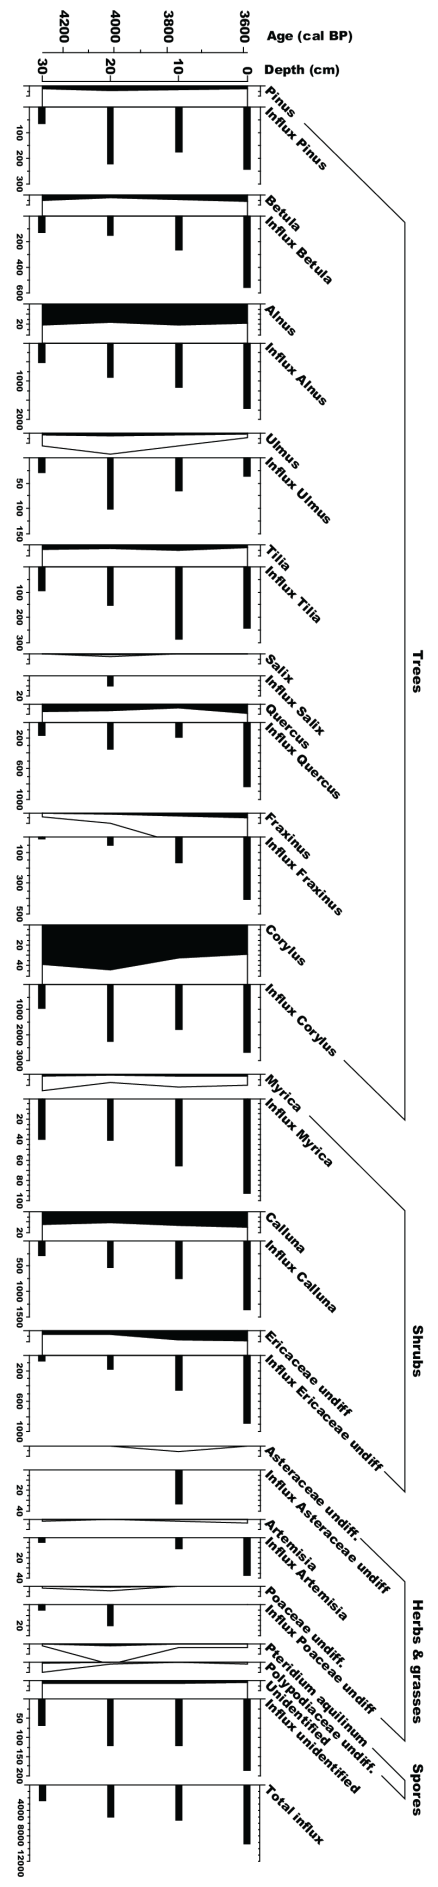 Age (cal BP)
4200 4000 3800 3600
Depth (cm)
30 20 10 0
Pinus
Influx Pinus
100 200 300
Betula
Influx Betula
200 400 600
Alnus
20
Influx Alnus
1000 2000
Ulmus
Influx Ulmus
50 100 150
Tilia
Influx Tilia
100 200 300
Salix
Influx Salix
20
Quercus
Influx Quercus
200 600 1000
Fraxinus
Influx Fraxinus
100 300 500
Corylus
20 40
Influx Corylus
1000 2000 3000
Trees
Myrica
Influx Myrica
20 40 60 80 100
Calluna
20
Influx Calluna
500 1000 1500
Ericaceae undiff
Influx Ericaceae undiff
200 600 1000
Shrubs
Asteraceae undiff.
Influx Asteraceae undiff
20 40
Artemisia
Influx Artemisia
20 40
Poaceae undiff.
Influx Poaceae undiff
20
Herbs & grasses
Pteridium aquilinum
Polypodiaceae undiff.
Spores
Unidentified
Influx unidentified
50 100 150 200
Total influx
4000 8000 12000